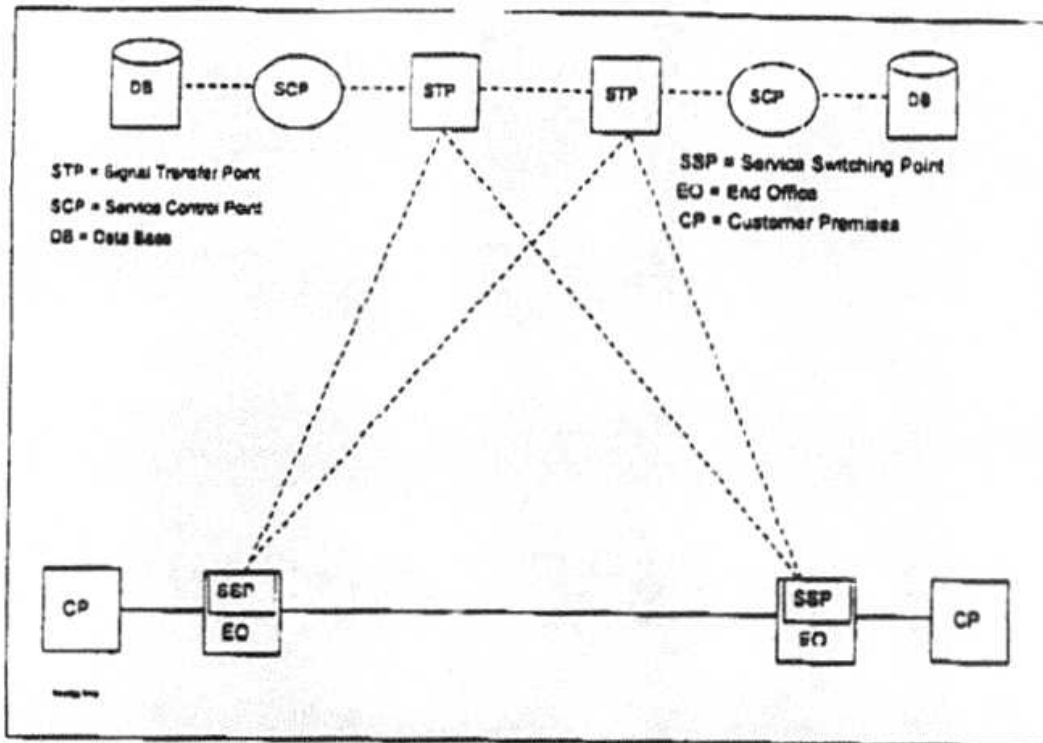 DB SCP STP STP SCP DB
STP = Signal Transfer Point
SCP = Service Control Point
DB = Data Base
SSP = Service Switching Point
EO = End Office
CP = Customer Premises
CP SSP EO SSP EO CP